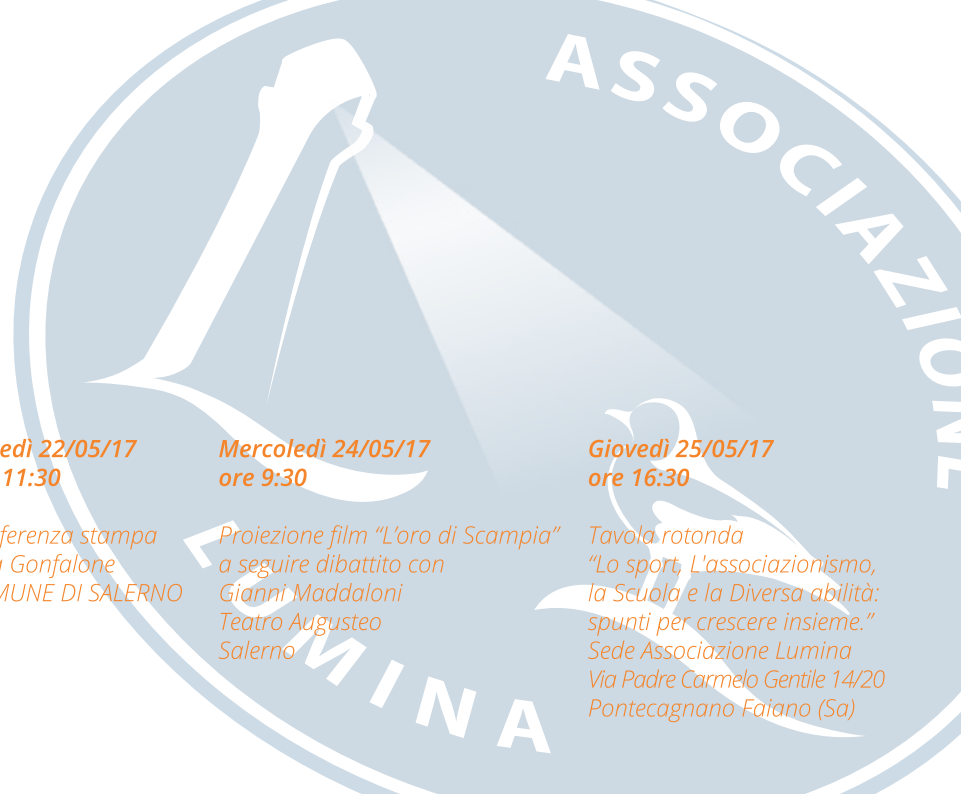 ASSOCIAZIONE
LUMINA
edì 22/05/17
11:30
ferenza stampa
a Gonfalone
MUNE DI SALERNO
Mercoledì 24/05/17
ore 9:30
Proiezione film “L’oro di Scampia”
a seguire dibattito con
Gianni Maddaloni
Teatro Augusteo
Salerno
Giovedì 25/05/17
ore 16:30
Tavola rotonda
“Lo sport, L'associazionismo,
la Scuola e la Diversa abilità:
spunti per crescere insieme.”
Sede Associazione Lumina
Via Padre Carmelo Gentile 14/20
Pontecagnano Faiano (Sa)